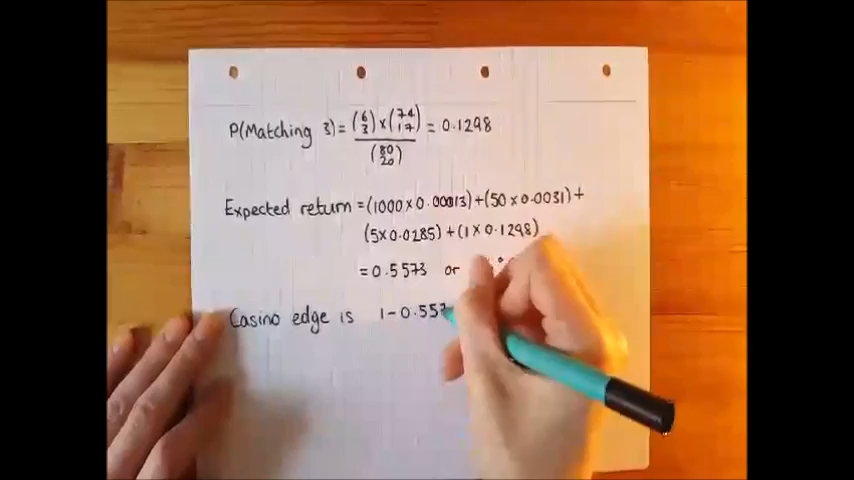 P(Matching 3) = (6 3) × (74 17) / (80 20) = 0.1298
Expected return = (1000 × 0.00013) + (50 × 0.0031) +
(5 × 0.0285) + (1 × 0.1298)
= 0.5573 or
Casino edge is 1 - 0.557